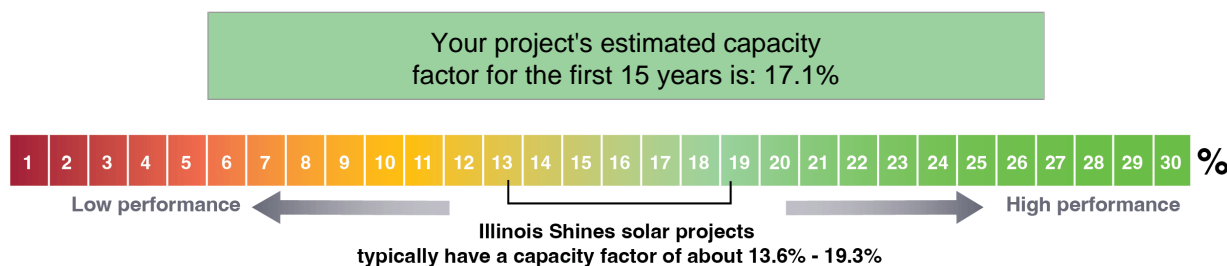 Your project's estimated capacity
factor for the first 15 years is: 17.1%
1 2 3 4 5 6 7 8 9 10 11 12 13 14 15 16 17 18 19 20 21 22 23 24 25 26 27 28 29 30 %
Low performance
High performance
Illinois Shines solar projects
typically have a capacity factor of about 13.6% - 19.3%